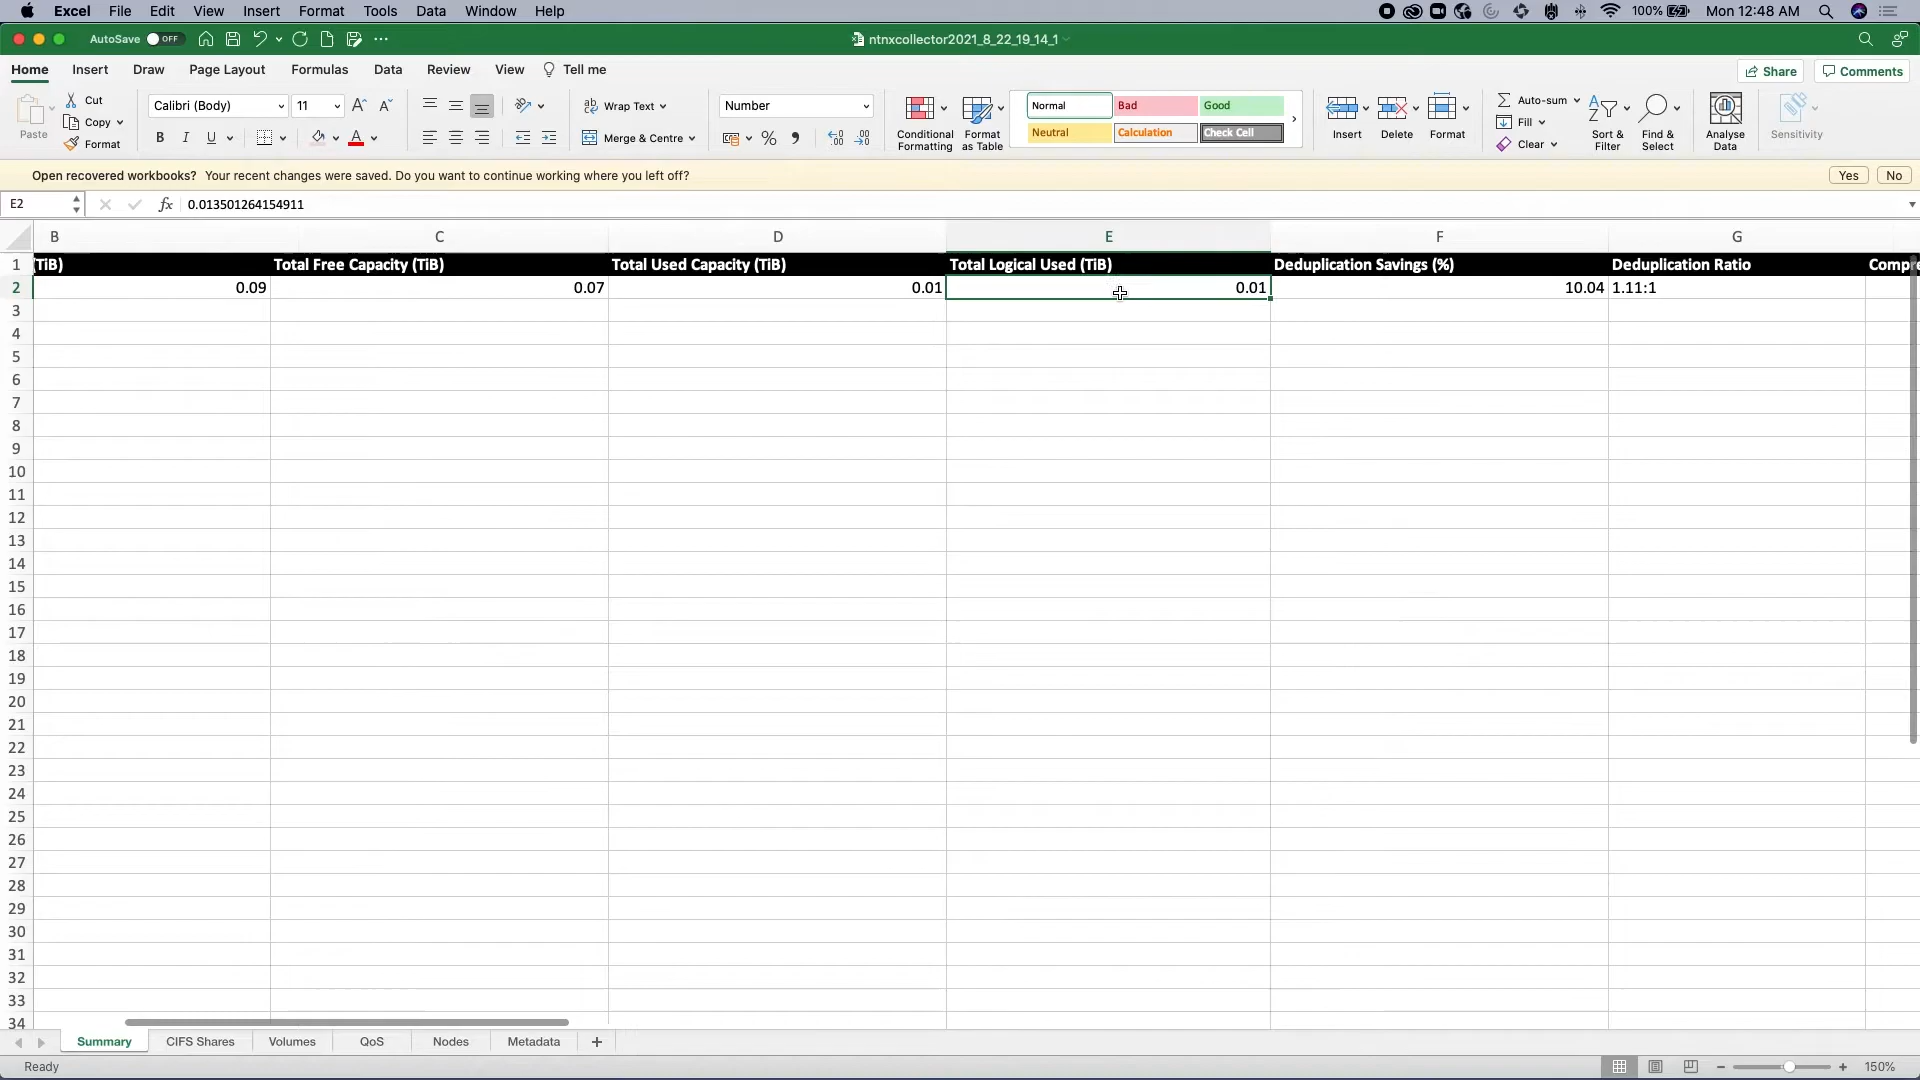 Excel File Edit View Insert Format Tools Data Window Help 100% Mon 12:48 AM
AutoSave OFF ntnxcollector2021_8_22_19_14_1
Home Insert Draw Page Layout Formulas Data Review View Tell me Share Comments
Paste Cut Copy Format
Calibri (Body) 11
B I U A
Wrap Text
Merge & Centre
Number
Conditional Formatting
Format as Table
Normal Bad Good
Neutral Calculation Check Cell
Insert Delete Format
Auto-sum
Fill
Clear
Sort & Filter
Find & Select
Analyse Data
Sensitivity
Open recovered workbooks? Your recent changes were saved. Do you want to continue working where you left off? Yes No
E2 fx 0.013501264154911
B C D E F G
1 (TiB) Total Free Capacity (TiB) Total Used Capacity (TiB) Total Logical Used (TiB) Deduplication Savings (%) Deduplication Ratio Compre
2 0.09 0.07 0.01 0.01 10.04 1.11:1
3
4
5
6
7
8
9
10
11
12
13
14
15
16
17
18
19
20
21
22
23
24
25
26
27
28
29
30
31
32
33
34
Summary CIFS Shares Volumes QoS Nodes Metadata +
Ready 150%